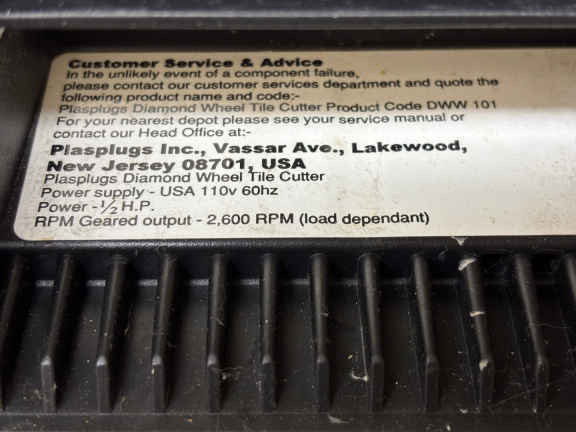 Customer Service & Advice
In the unlikely event of a component failure,
please contact our customer services department and quote the
following product name and code:-
Plasplugs Diamond Wheel Tile Cutter Product Code DWW 101
For your nearest depot please see your service manual or
contact our Head Office at:-
Plasplugs Inc., Vassar Ave., Lakewood,
New Jersey 08701, USA
Plasplugs Diamond Wheel Tile Cutter
Power supply - USA 110v 60hz
Power - ½ H.P.
RPM Geared output - 2,600 RPM (load dependant)